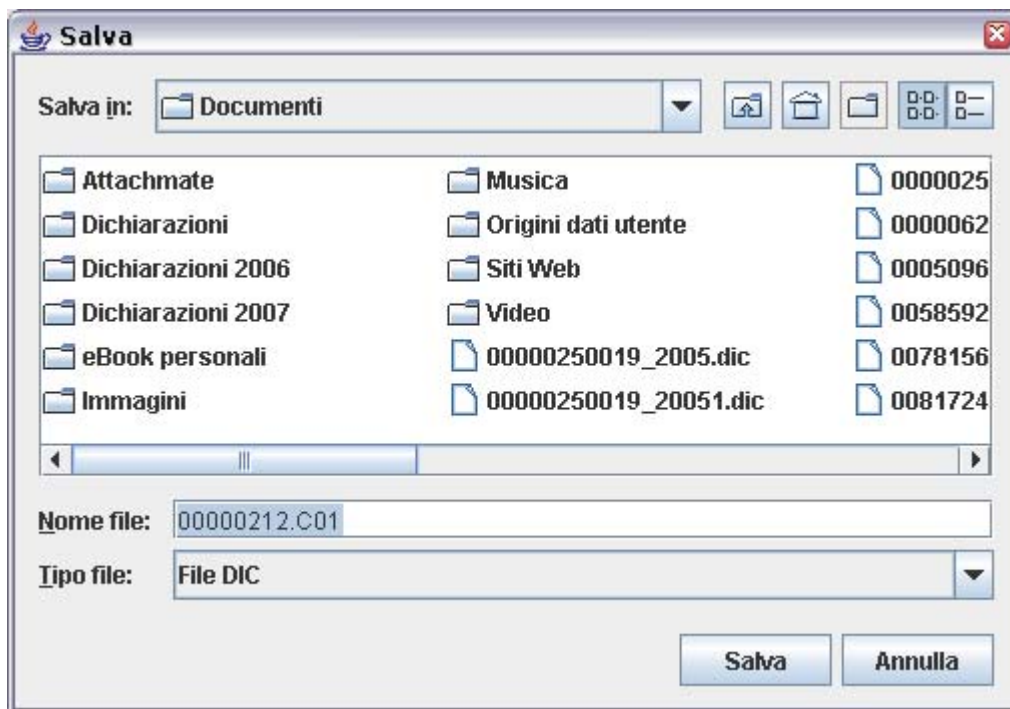 Salva
Salva in: Documenti
Attachmate Musica 0000025
Dichiarazioni Origini dati utente 0000062
Dichiarazioni 2006 Siti Web 0005096
Dichiarazioni 2007 Video 0058592
eBook personali 00000250019_2005.dic 0078156
Immagini 00000250019_20051.dic 0081724
Nome file: 00000212.C01
Tipo file: File DIC
Salva Annulla